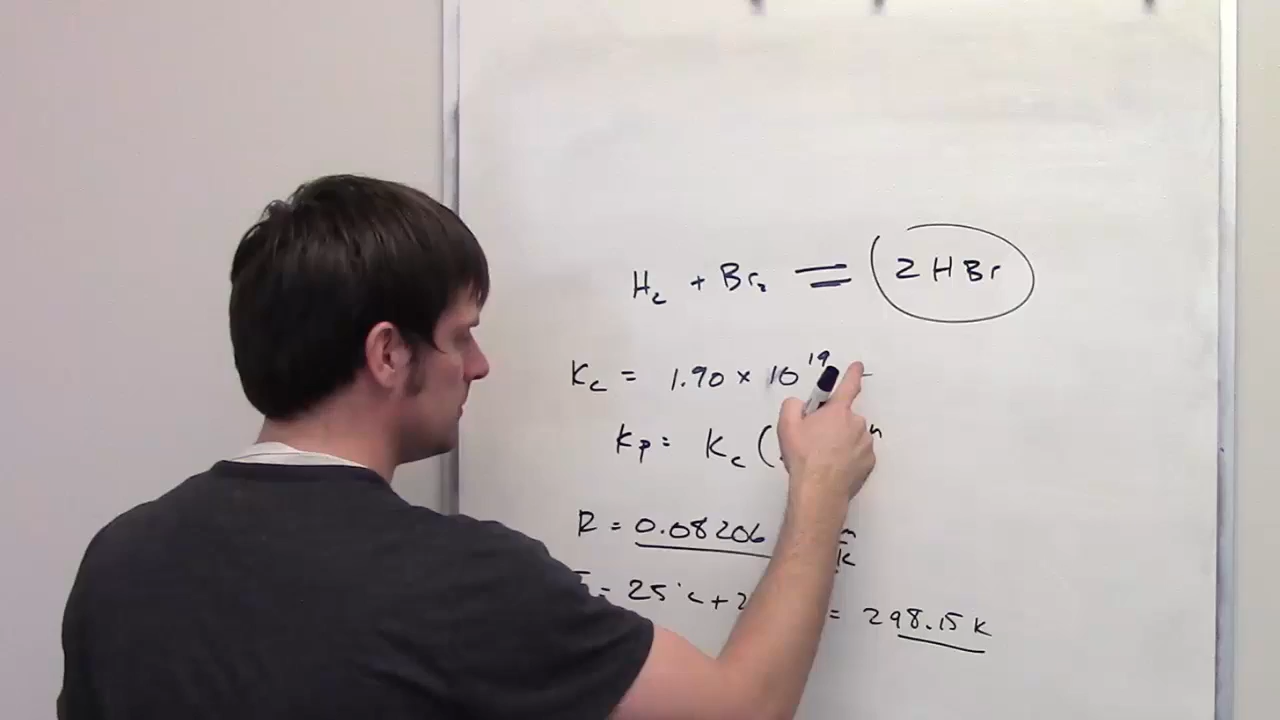 H₂ + Br₂ = 2 HBr
Kc = 1.90 × 10¹⁹
Kp = Kc (
R = 0.08206
= 25°C + 2 = 298.15 K